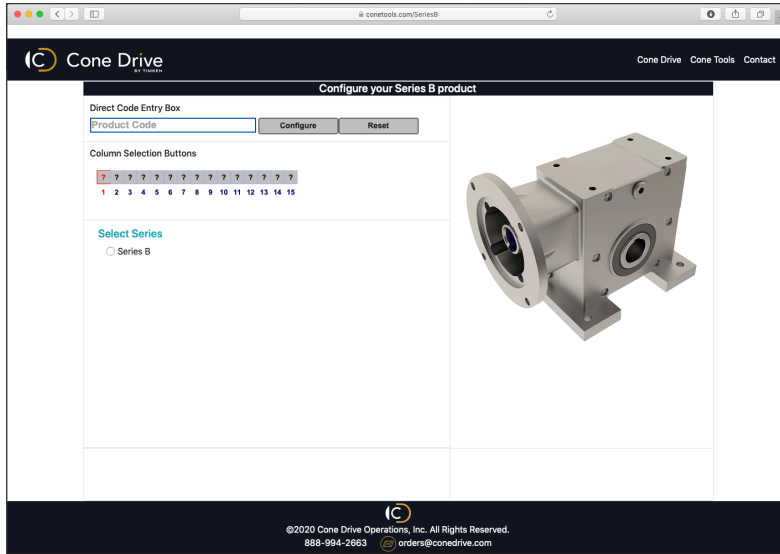 conetools.com/SeriesB
Cone Drive
BY TIMKEN
Cone Drive Cone Tools Contact
Configure your Series B product
Direct Code Entry Box
Product Code
Configure
Reset
Column Selection Buttons
? ? ? ? ? ? ? ? ? ? ? ? ? ? ?
1 2 3 4 5 6 7 8 9 10 11 12 13 14 15
Select Series
Series B
©2020 Cone Drive Operations, Inc. All Rights Reserved.
888-994-2663 orders@conedrive.com